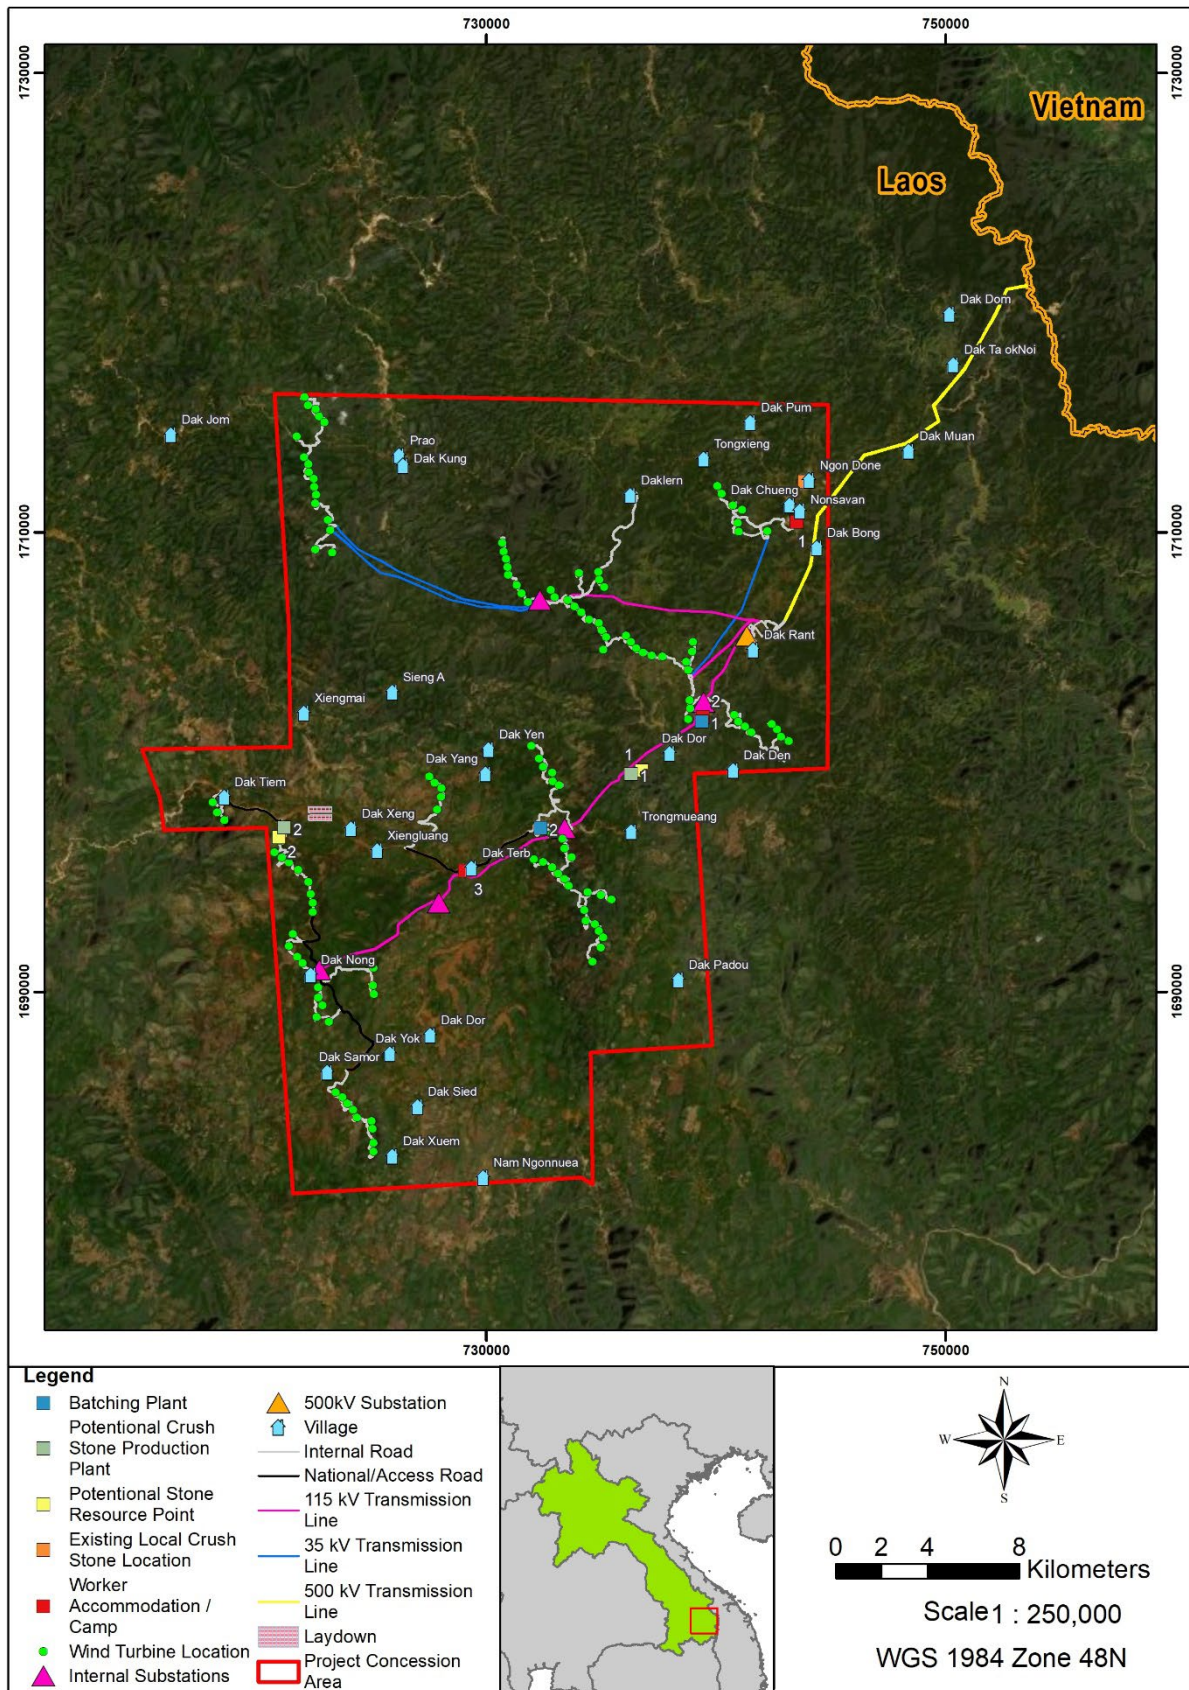 730000
750000
1730000
1730000
Vietnam
Laos
Dak Dom
Dak Ta okNoi
Dak Jom
Dak Pum
Prao
Tongxieng
Dak Muan
Dak Kung
Ngon Done
Daklern
Dak Chueng
Nonsavan
1710000
1710000
1
Dak Bong
Dak Rant
Sieng A
Xiengmai
2
1
Dak Yen
Dak Dor
Dak Yang
1
Dak Den
1
Dak Tiem
Dak Xeng
2
2
Trongmueang
Xiengluang
2
Dak Terb
3
Dak Nong
Dak Padou
1690000
1690000
Dak Dor
Dak Yok
Dak Samor
Dak Sied
Dak Xuem
Nam Ngonnuea
730000
750000
Legend
Batching Plant
Potential Crush
Stone Production
Plant
Potential Stone
Resource Point
Existing Local Crush
Stone Location
Worker
Accommodation /
Camp
Wind Turbine Location
Internal Substations
500kV Substation
Village
Internal Road
National/Access Road
115 kV Transmission
Line
35 kV Transmission
Line
500 kV Transmission
Line
Laydown
Project Concession
Area
N
W
E
S
0 2 4 8
Kilometers
Scale1 : 250,000
WGS 1984 Zone 48N